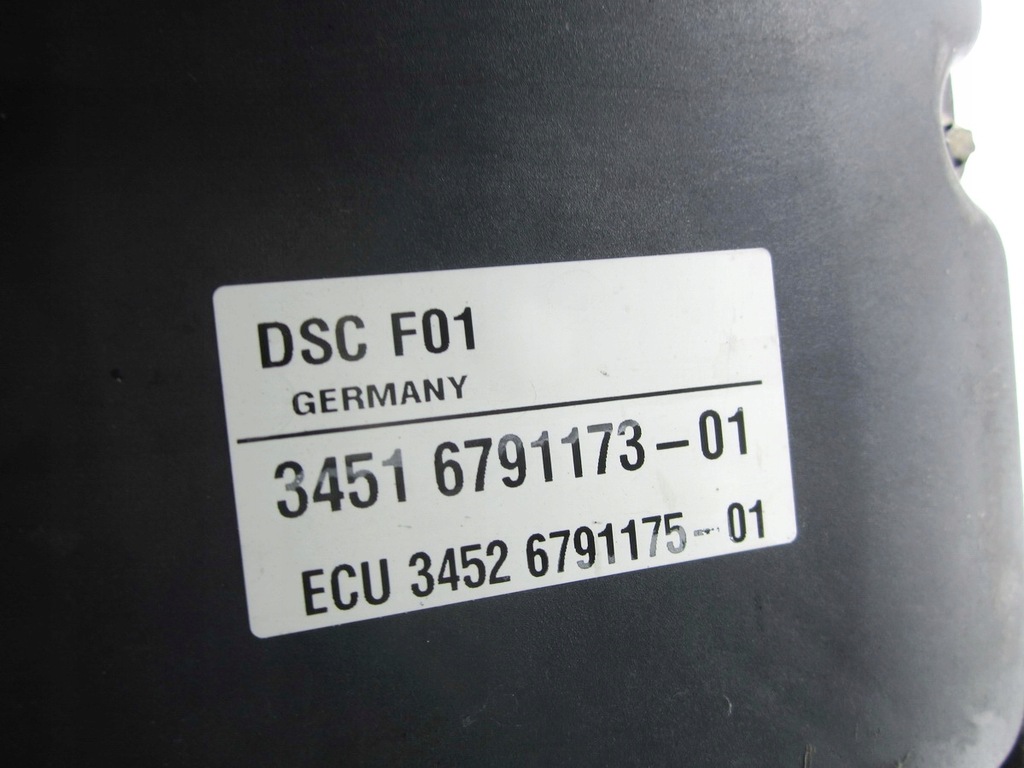 DSC F01
GERMANY
3451 6791173-01
ECU 3452 6791175-01